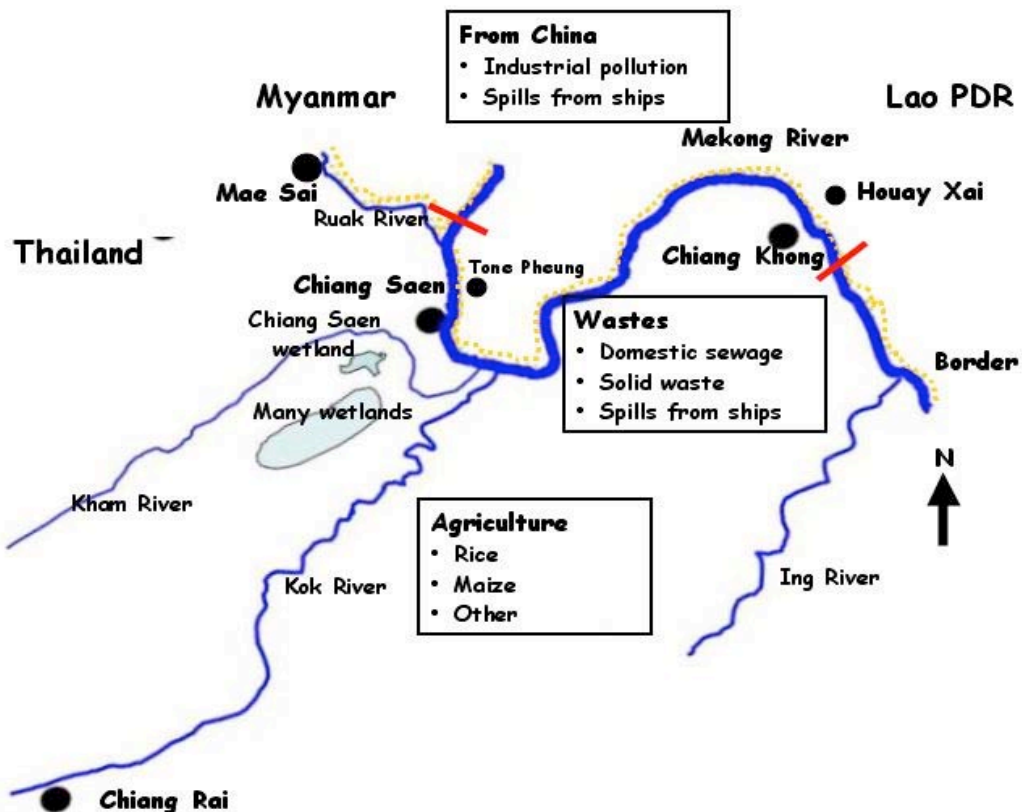 From China
• Industrial pollution
• Spills from ships
Myanmar
Lao PDR
Mekong River
Mae Sai
Houay Xai
Ruak River
Thailand
Chiang Khong
Tone Pheung
Chiang Saen
Chiang Saen
wetland
Wastes
• Domestic sewage
• Solid waste
• Spills from ships
Border
Many wetlands
N
Kham River
Agriculture
• Rice
• Maize
• Other
Kok River
Ing River
Chiang Rai